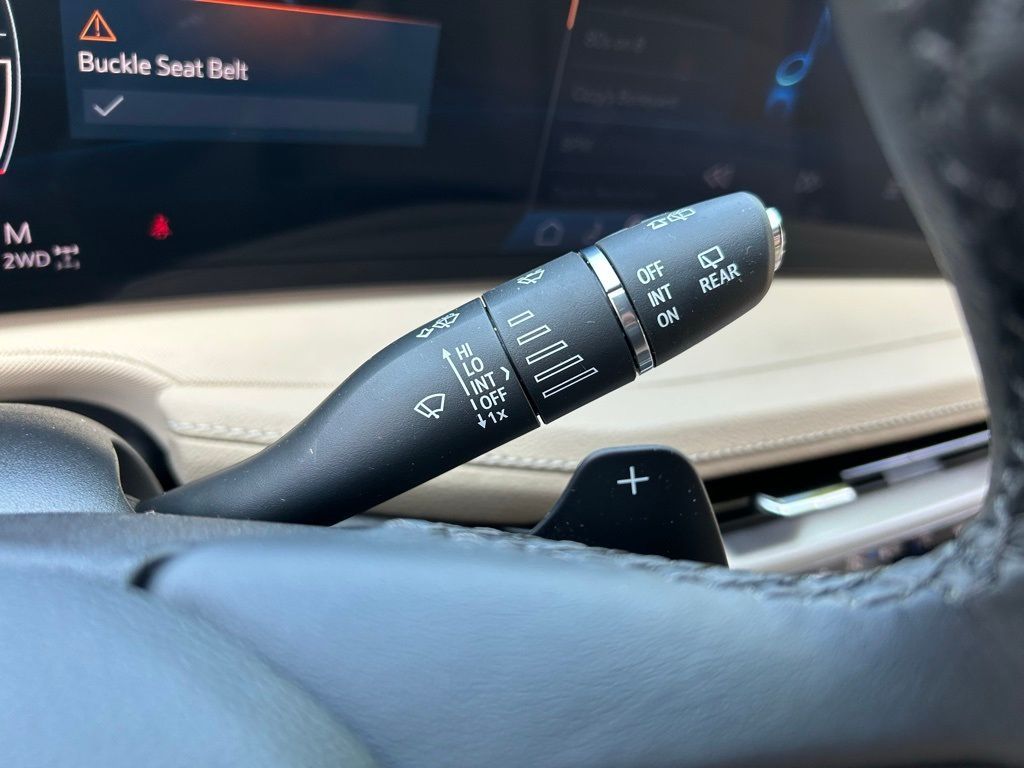 Buckle Seat Belt
M
2WD
HI
LO
INT
OFF
1x
OFF
INT
ON
REAR
+